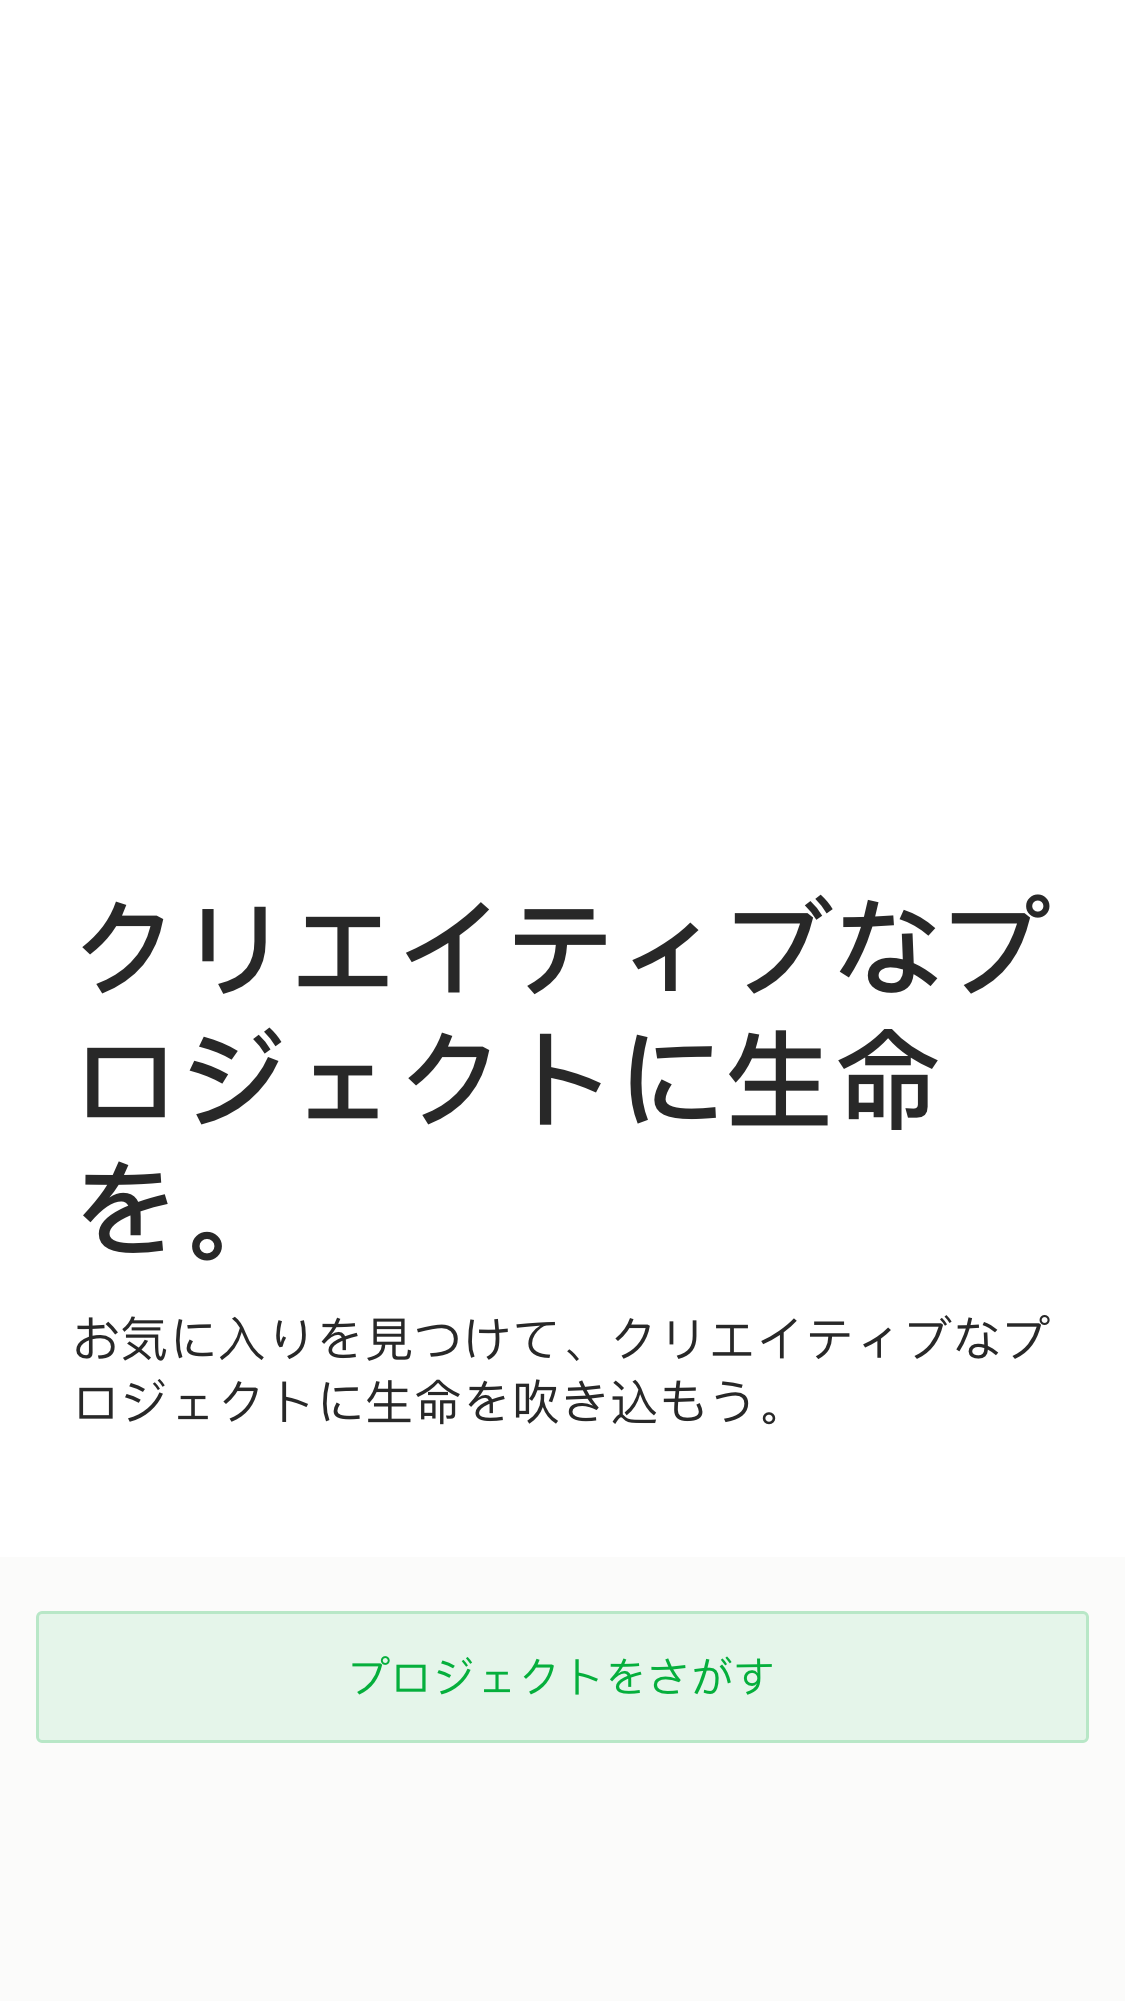 クリエイティブなプ
ロジェクトに生命
を。
お気に入りを見つけて、クリエイティブなプ
ロジェクトに生命を吹き込もう。
プロジェクトをさがす